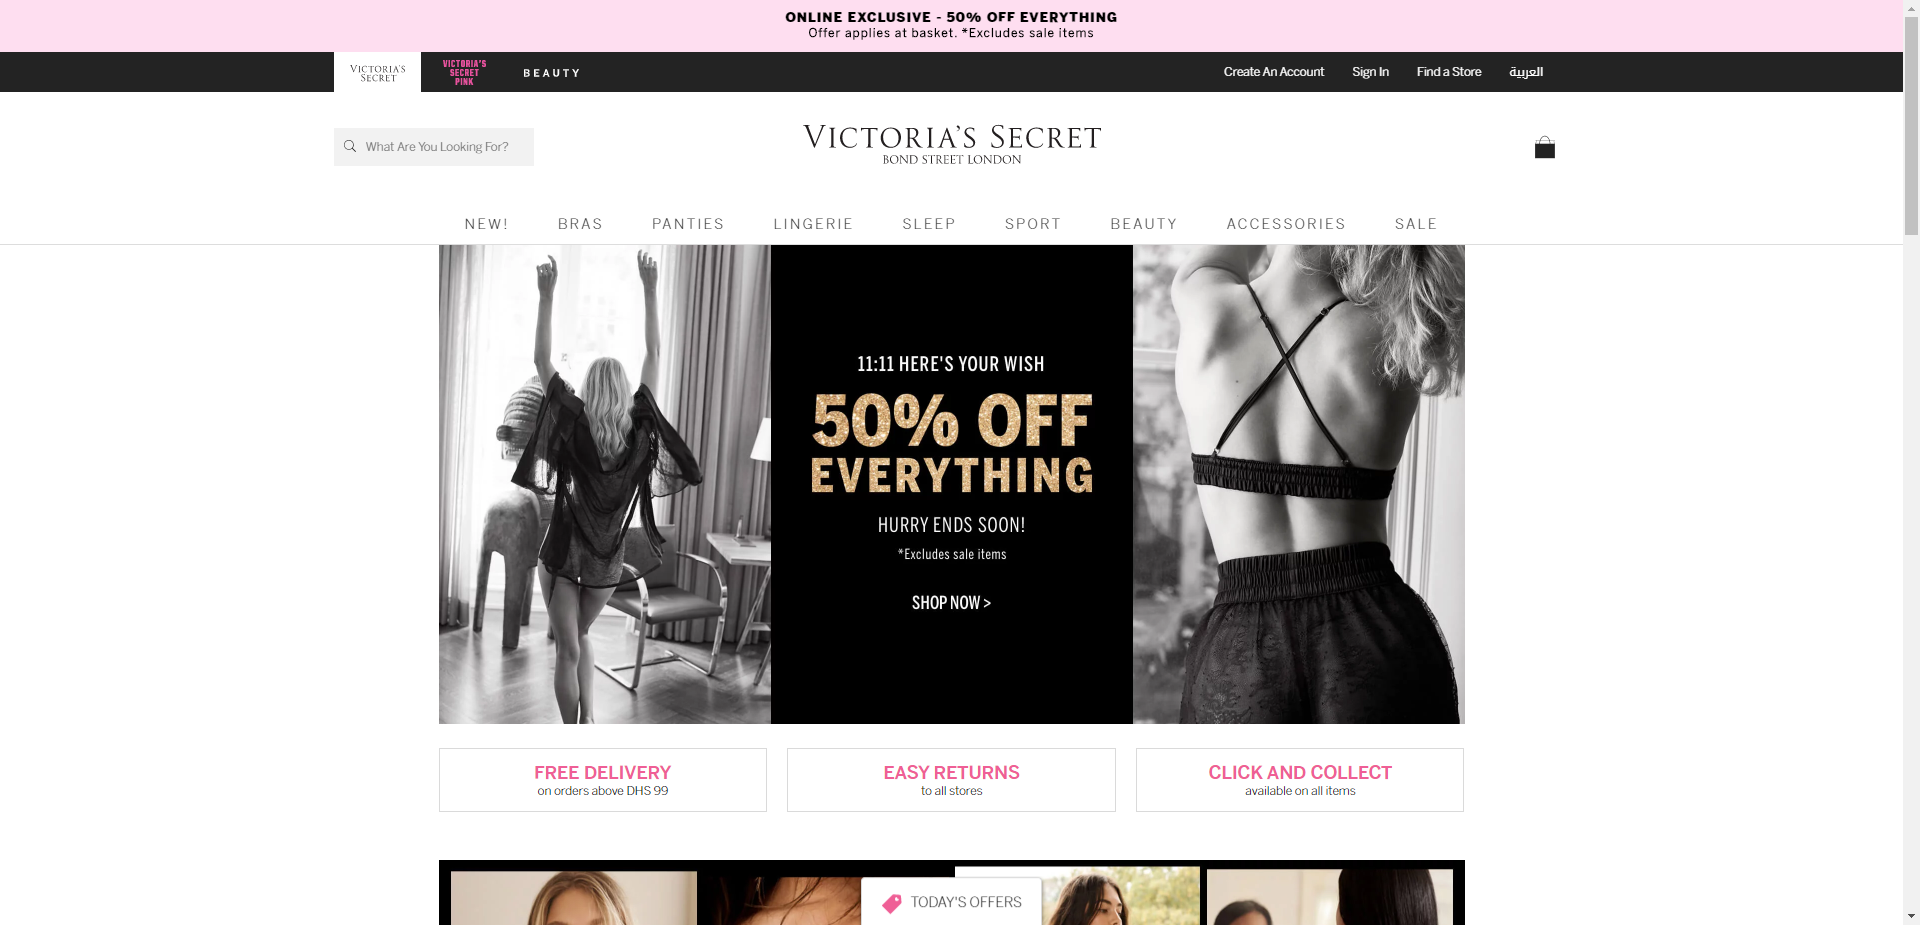 ONLINE EXCLUSIVE - 50% OFF EVERYTHING
Offer applies at basket. *Excludes sale items
VICTORIA'S
SECRET
VICTORIA'S
SECRET
PINK
BEAUTY
Create An Account
Sign In
Find a Store
العربية
What Are You Looking For?
VICTORIA'S SECRET
BOND STREET LONDON
NEW!
BRAS
PANTIES
LINGERIE
SLEEP
SPORT
BEAUTY
ACCESSORIES
SALE
11:11 HERE'S YOUR WISH
50% OFF
EVERYTHING
HURRY ENDS SOON!
*Excludes sale items
SHOP NOW >
FREE DELIVERY
on orders above DHS 99
EASY RETURNS
to all stores
CLICK AND COLLECT
available on all items
TODAY'S OFFERS